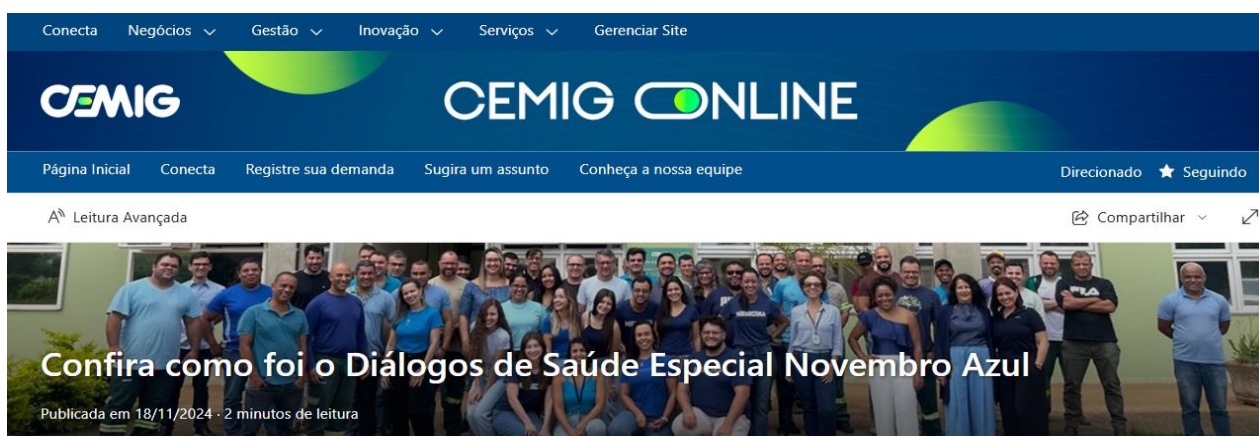 Conecta Negócios Gestão Inovação Serviços Gerenciar Site
CEMIG CEMIG ONLINE
Página Inicial Conecta Registre sua demanda Sugira um assunto Conheça a nossa equipe Direcionado Seguindo
Leitura Avançada Compartilhar
FILA
Confira como foi o Diálogos de Saúde Especial Novembro Azul
Publicada em 18/11/2024 · 2 minutos de leitura